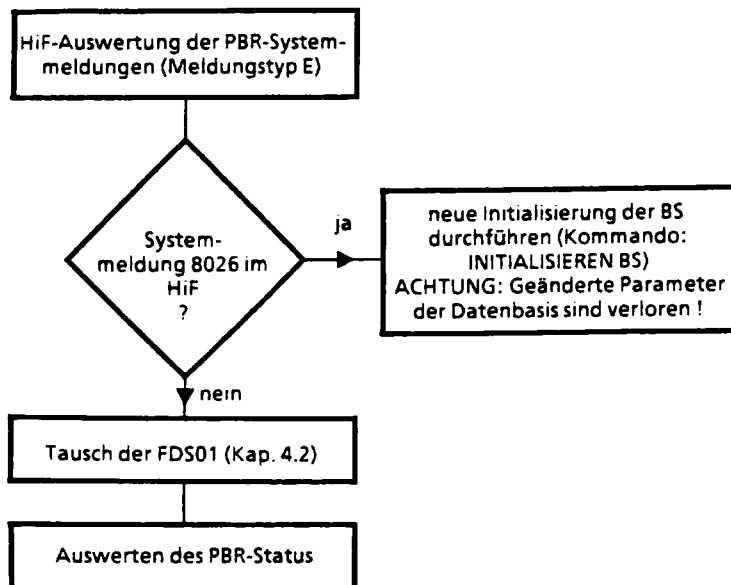 HiF-Auswertung der PBR-System-
meldungen (Meldungstyp E)
System-
meldung 8026 im
HiF
?
ja
neue Initialisierung der BS
durchführen (Kommando:
INITIALISIEREN BS)
ACHTUNG: Geänderte Parameter
der Datenbasis sind verloren !
nein
Tausch der FDS01 (Kap. 4.2)
Auswerten des PBR-Status